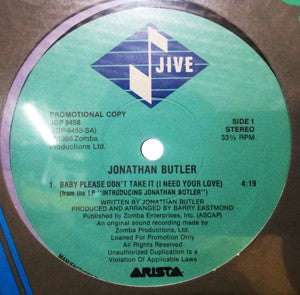 JIVE
PROMOTIONAL COPY
JDP 9458
(JDP-9458-SA)
1986 Zomba
Productions Ltd.
SIDE 1
STEREO
33⅓ RPM
JONATHAN BUTLER
1. BABY PLEASE DON'T TAKE IT (I NEED YOUR LOVE) 4:19
(from the LP "INTRODUCING JONATHAN BUTLER")
WRITTEN BY JONATHAN BUTLER
PRODUCED AND ARRANGED BY BARRY EASTMOND
Published by Zomba Enterprises, Inc. (ASCAP)
An original sound recording made by
Zomba Productions, Ltd.
Loaned For Promotion Only
Unauthorized Duplication is a
Violation Of Applicable Laws
ARISTA